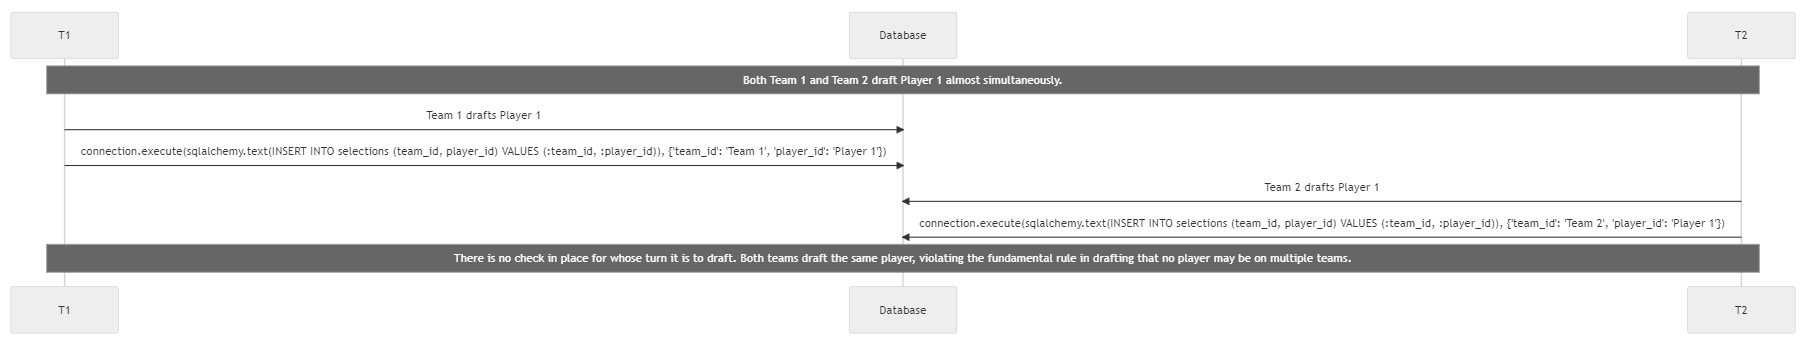 T1
Database
T2
Both Team 1 and Team 2 draft Player 1 almost simultaneously.
Team 1 drafts Player 1
connection.execute(sqlalchemy.text(INSERT INTO selections (team_id, player_id) VALUES (:team_id, :player_id)), {'team_id': 'Team 1', 'player_id': 'Player 1'})
Team 2 drafts Player 1
connection.execute(sqlalchemy.text(INSERT INTO selections (team_id, player_id) VALUES (:team_id, :player_id)), {'team_id': 'Team 2', 'player_id': 'Player 1'})
There is no check in place for whose turn it is to draft. Both teams draft the same player, violating the fundamental rule in drafting that no player may be on multiple teams.
T1
Database
T2